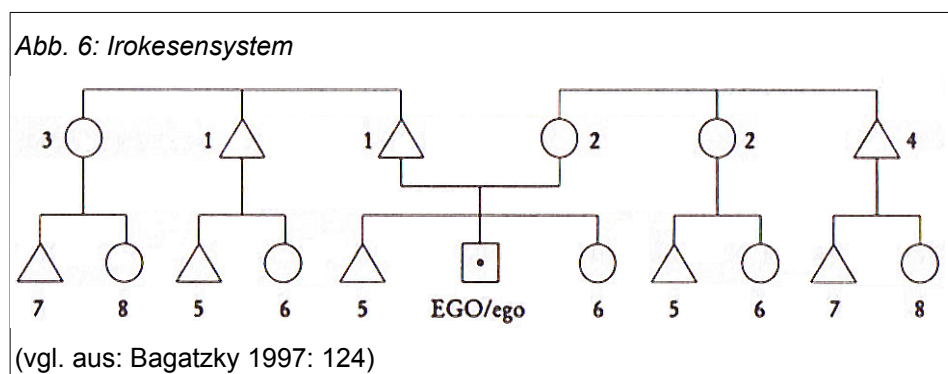 Abb. 6: Irokesensystem
3 1 1 2 2 4
7 8 5 6 5 EGO/ego 6 5 6 7 8
(vgl. aus: Bagatzky 1997: 124)